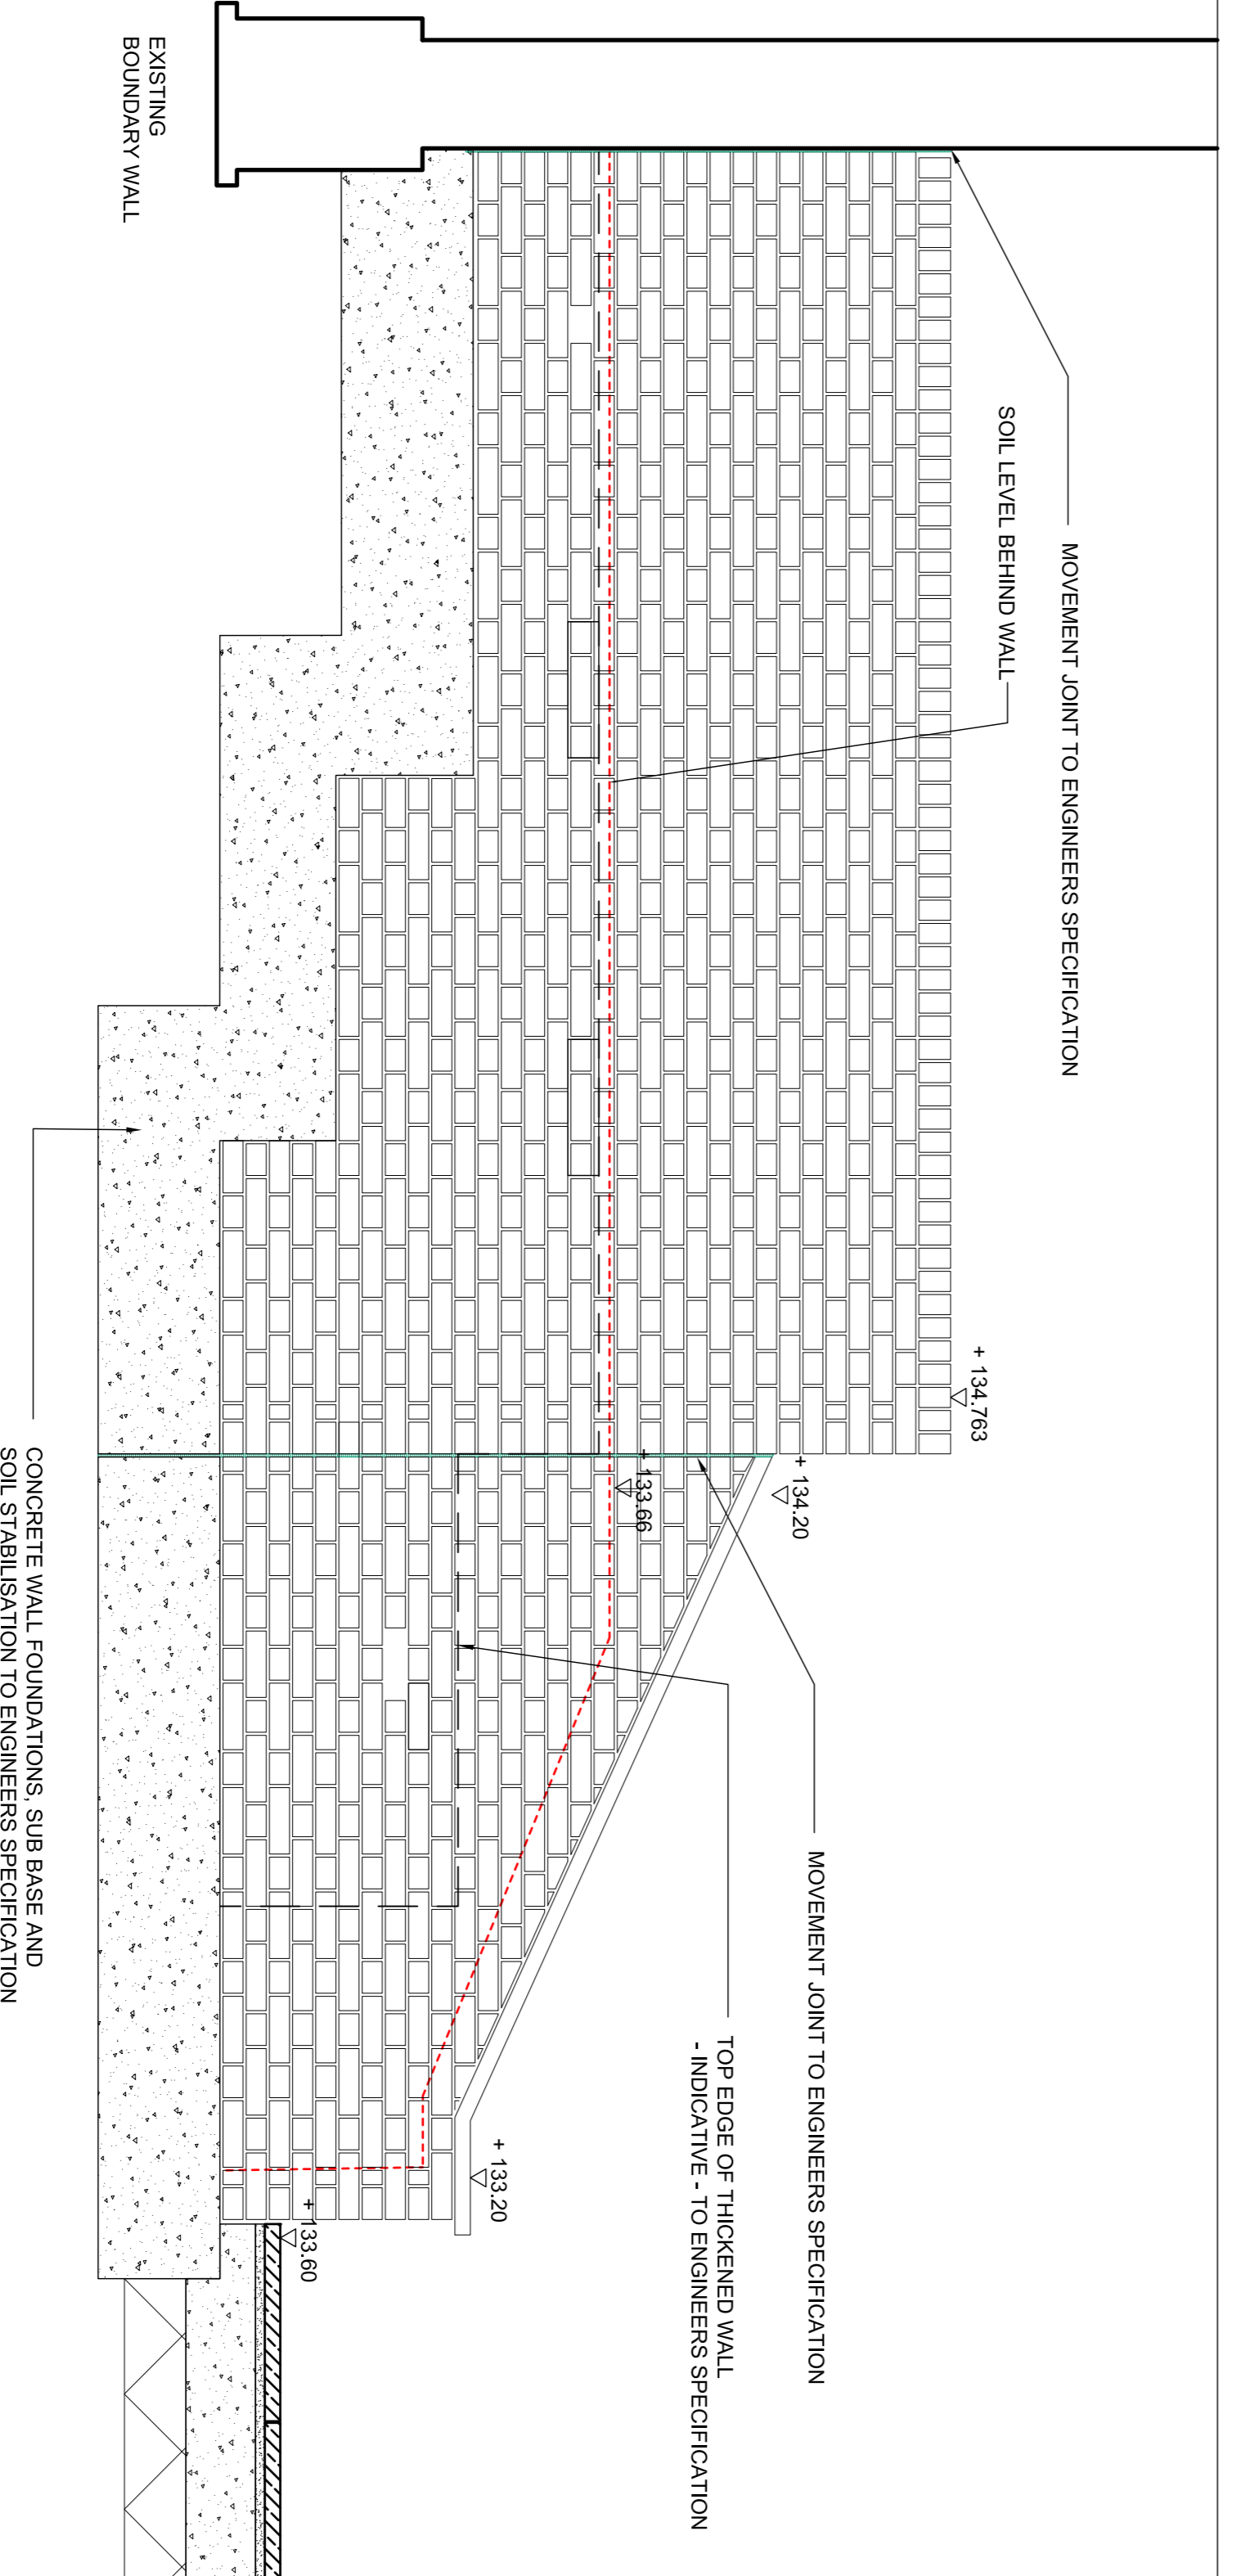 MOVEMENT JOINT TO ENGINEERS SPECIFICATION
SOIL LEVEL BEHIND WALL
+ 134.763
+ 134.20
+ 133.66
MOVEMENT JOINT TO ENGINEERS SPECIFICATION
TOP EDGE OF THICKENED WALL
- INDICATIVE - TO ENGINEERS SPECIFICATION
+ 133.20
+ 133.60
EXISTING
BOUNDARY WALL
CONCRETE WALL FOUNDATIONS, SUB BASE AND
SOIL STABILISATION TO ENGINEERS SPECIFICATION